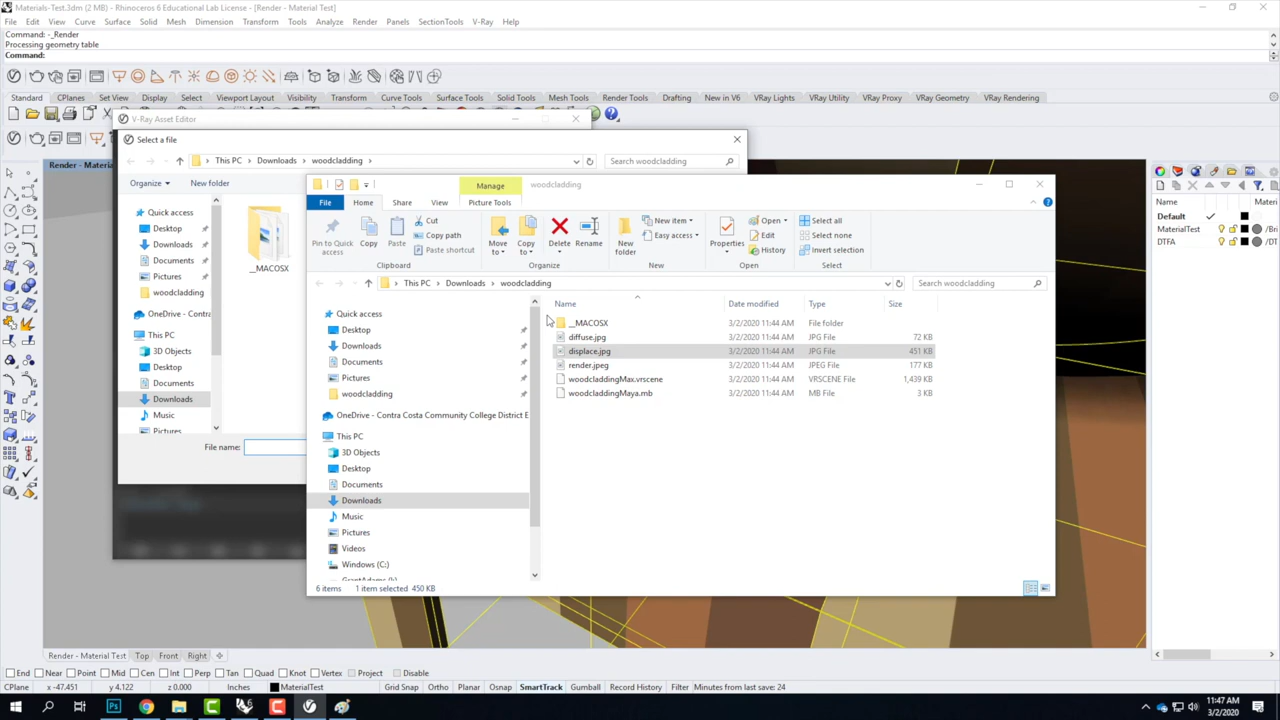 Materials-Test.3dm (2 MB) - Rhinoceros 6 Educational Lab License - [Render - Material Test]
File Edit View Curve Surface Solid Mesh Dimension Transform Tools Analyze Render Panels SectionTools V-Ray Help
Command: -_Render
Processing geometry table
Command:
Standard CPlanes Set View Display Select Viewport Layout Visibility Transform Curve Tools Surface Tools Solid Tools Mesh Tools Render Tools Drafting New in V6 VRay Lights VRay Utility VRay Proxy VRay Geometry VRay Rendering
V-Ray Asset Editor
Select a file
Render - Material
This PC > Downloads > woodcladding >
Search woodcladding
Organize New folder
Quick access
Desktop
Downloads
Documents
Pictures
woodcladding
OneDrive - Contra
This PC
3D Objects
Desktop
Documents
Downloads
Music
Pictures
__MACOSX
File name:
Manage woodcladding
File Home Share View Picture Tools
Pin to Quick access
Copy
Paste
Cut
Copy path
Paste shortcut
Clipboard
Move to
Copy to
Delete
Rename
Organize
New folder
New item
Easy access
New
Properties
Open
Edit
History
Open
Select all
Select none
Invert selection
Select
This PC > Downloads > woodcladding
Search woodcladding
Quick access
Desktop
Downloads
Documents
Pictures
woodcladding
OneDrive - Contra Costa Community College District E
This PC
3D Objects
Desktop
Documents
Downloads
Music
Pictures
Videos
Windows (C:)
Name Date modified Type Size
__MACOSX 3/2/2020 11:44 AM File folder
diffuse.jpg 3/2/2020 11:44 AM JPG File 72 KB
displace.jpg 3/2/2020 11:44 AM JPG File 451 KB
render.jpeg 3/2/2020 11:44 AM JPEG File 177 KB
woodcladdingMax.vrscene 3/2/2020 11:44 AM VRSCENE File 1,439 KB
woodcladdingMaya.mb 3/2/2020 11:44 AM MB File 3 KB
6 items 1 item selected 450 KB
Materi
Default
MaterialTest /Bri
DTFA /A
Render - Material Test Top Front Right
End Near Point Mid Cen Int Perp Tan Quad Knot Vertex Project Disable
CPlane x -47.451 y 4.122 z 0.000 Inches MaterialTest Grid Snap Ortho Planar Osnap SmartTrack Gumball Record History Filter Minutes from last save: 24
11:47 AM
3/2/2020